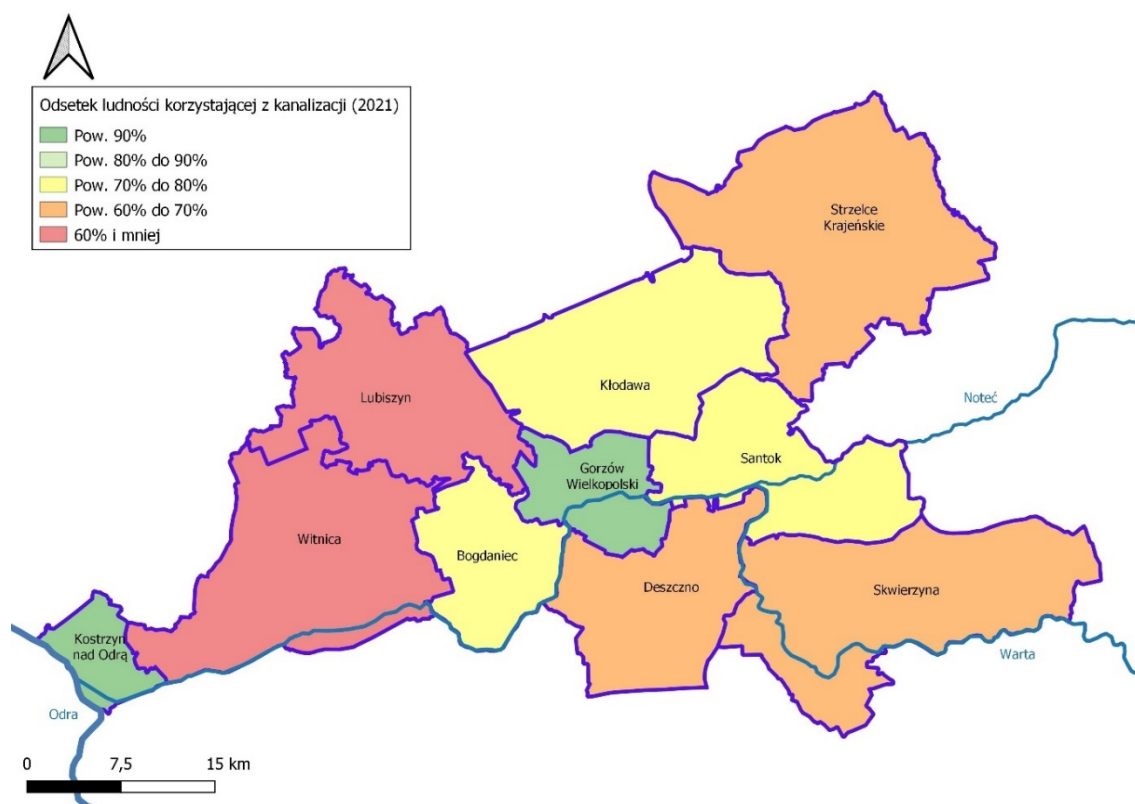 Odsetek ludności korzystającej z kanalizacji (2021)
Pow. 90%
Pow. 80% do 90%
Pow. 70% do 80%
Pow. 60% do 70%
60% i mniej
Strzelce
Krajeńskie
Kłodawa
Lubiszyn
Noteć
Santok
Gorzów
Wielkopolski
Witnica
Bogdaniec
Deszczno
Skwierzyna
Kostrzyn
nad Odrą
Warta
Odra
0 7,5 15 km